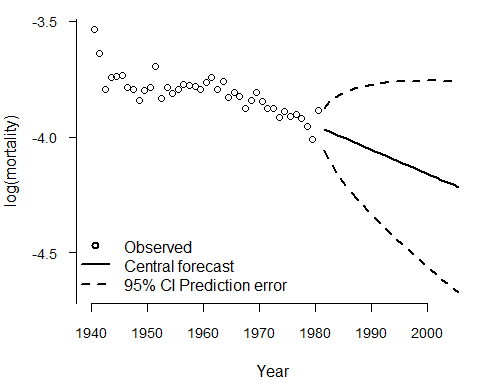 -3.5
-4.0
-4.5
log(mortality)
Observed
Central forecast
95% CI Prediction error
1940 1950 1960 1970 1980 1990 2000
Year